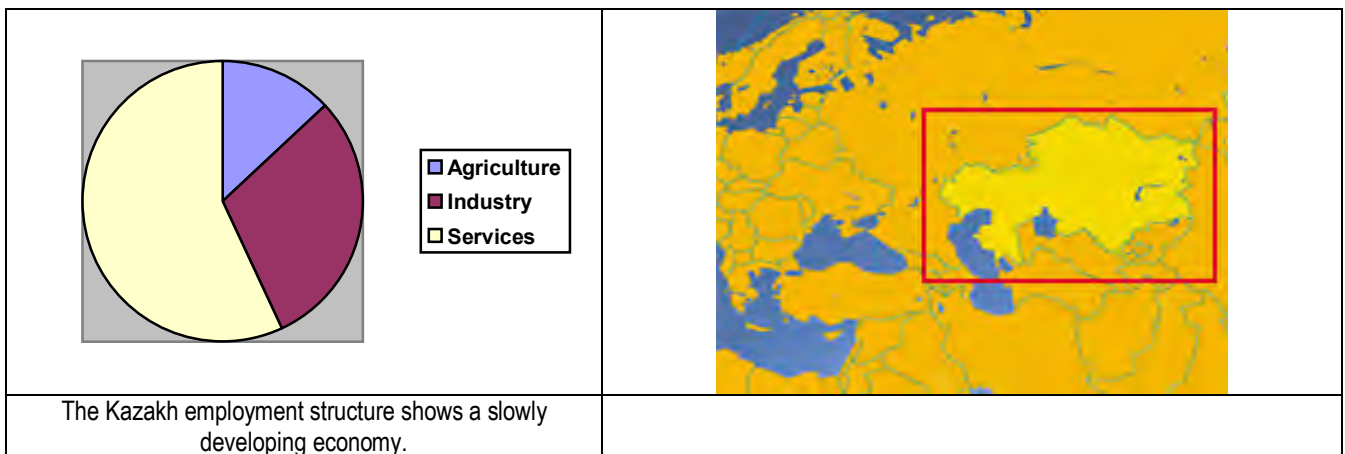 Agriculture
Industry
Services
The Kazakh employment structure shows a slowly
developing economy.